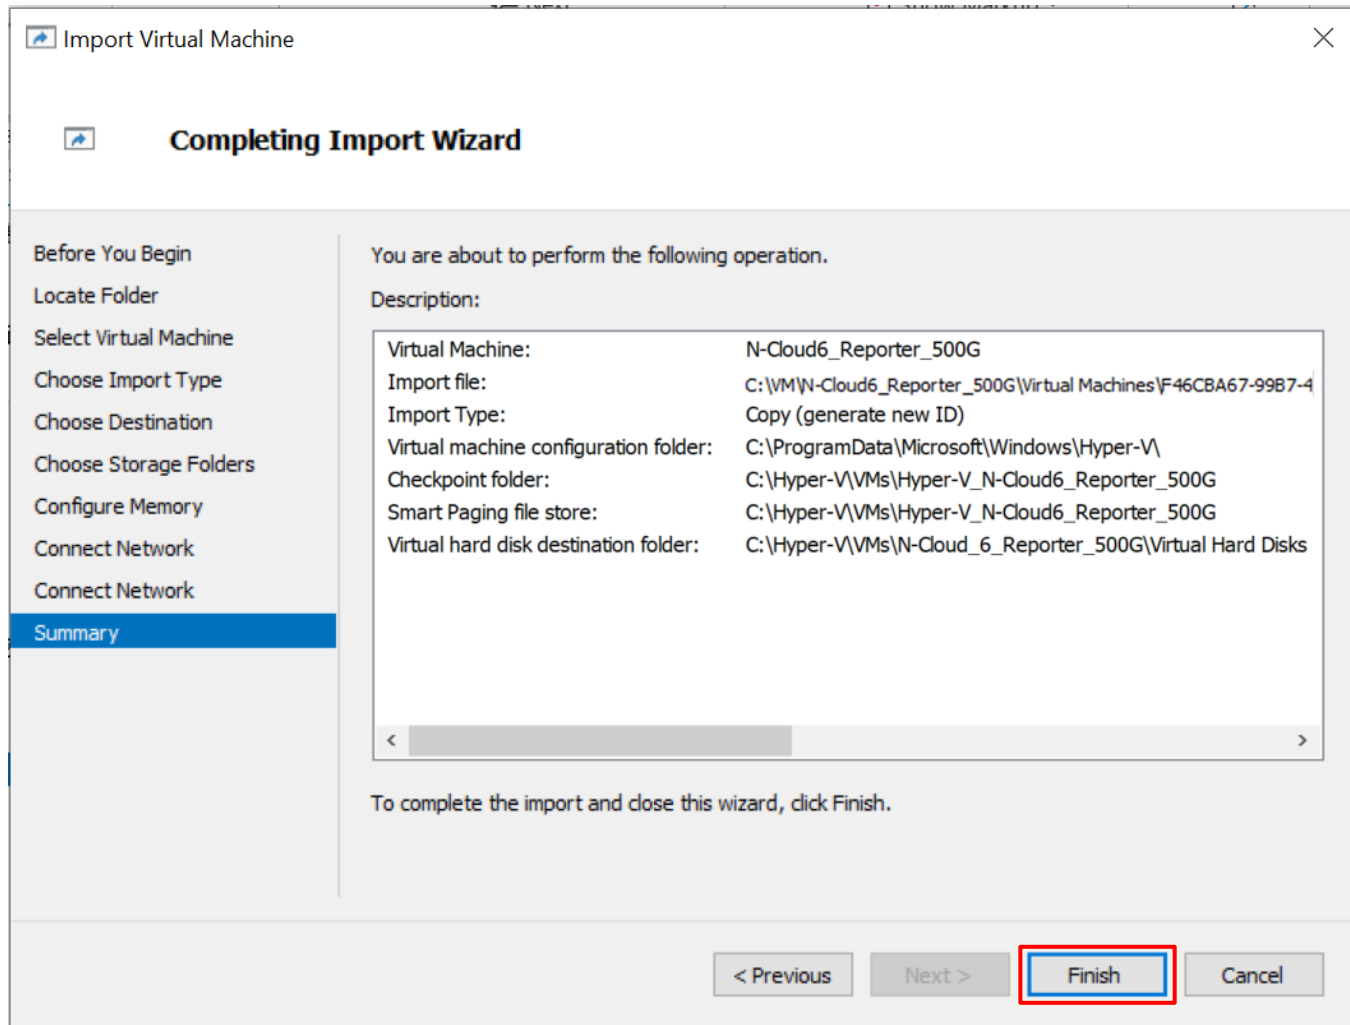 Import Virtual Machine
Completing Import Wizard
Before You Begin
Locate Folder
Select Virtual Machine
Choose Import Type
Choose Destination
Choose Storage Folders
Configure Memory
Connect Network
Connect Network
Summary
You are about to perform the following operation.
Description:
Virtual Machine: N-Cloud6_Reporter_500G
Import file: C:\VM\N-Cloud6_Reporter_500G\Virtual Machines\F46CBA67-99B7-4
Import Type: Copy (generate new ID)
Virtual machine configuration folder: C:\ProgramData\Microsoft\Windows\Hyper-V\
Checkpoint folder: C:\Hyper-V\VMs\Hyper-V_N-Cloud6_Reporter_500G
Smart Paging file store: C:\Hyper-V\VMs\Hyper-V_N-Cloud6_Reporter_500G
Virtual hard disk destination folder: C:\Hyper-V\VMs\N-Cloud_6_Reporter_500G\Virtual Hard Disks
To complete the import and close this wizard, click Finish.
< Previous
Next >
Finish
Cancel